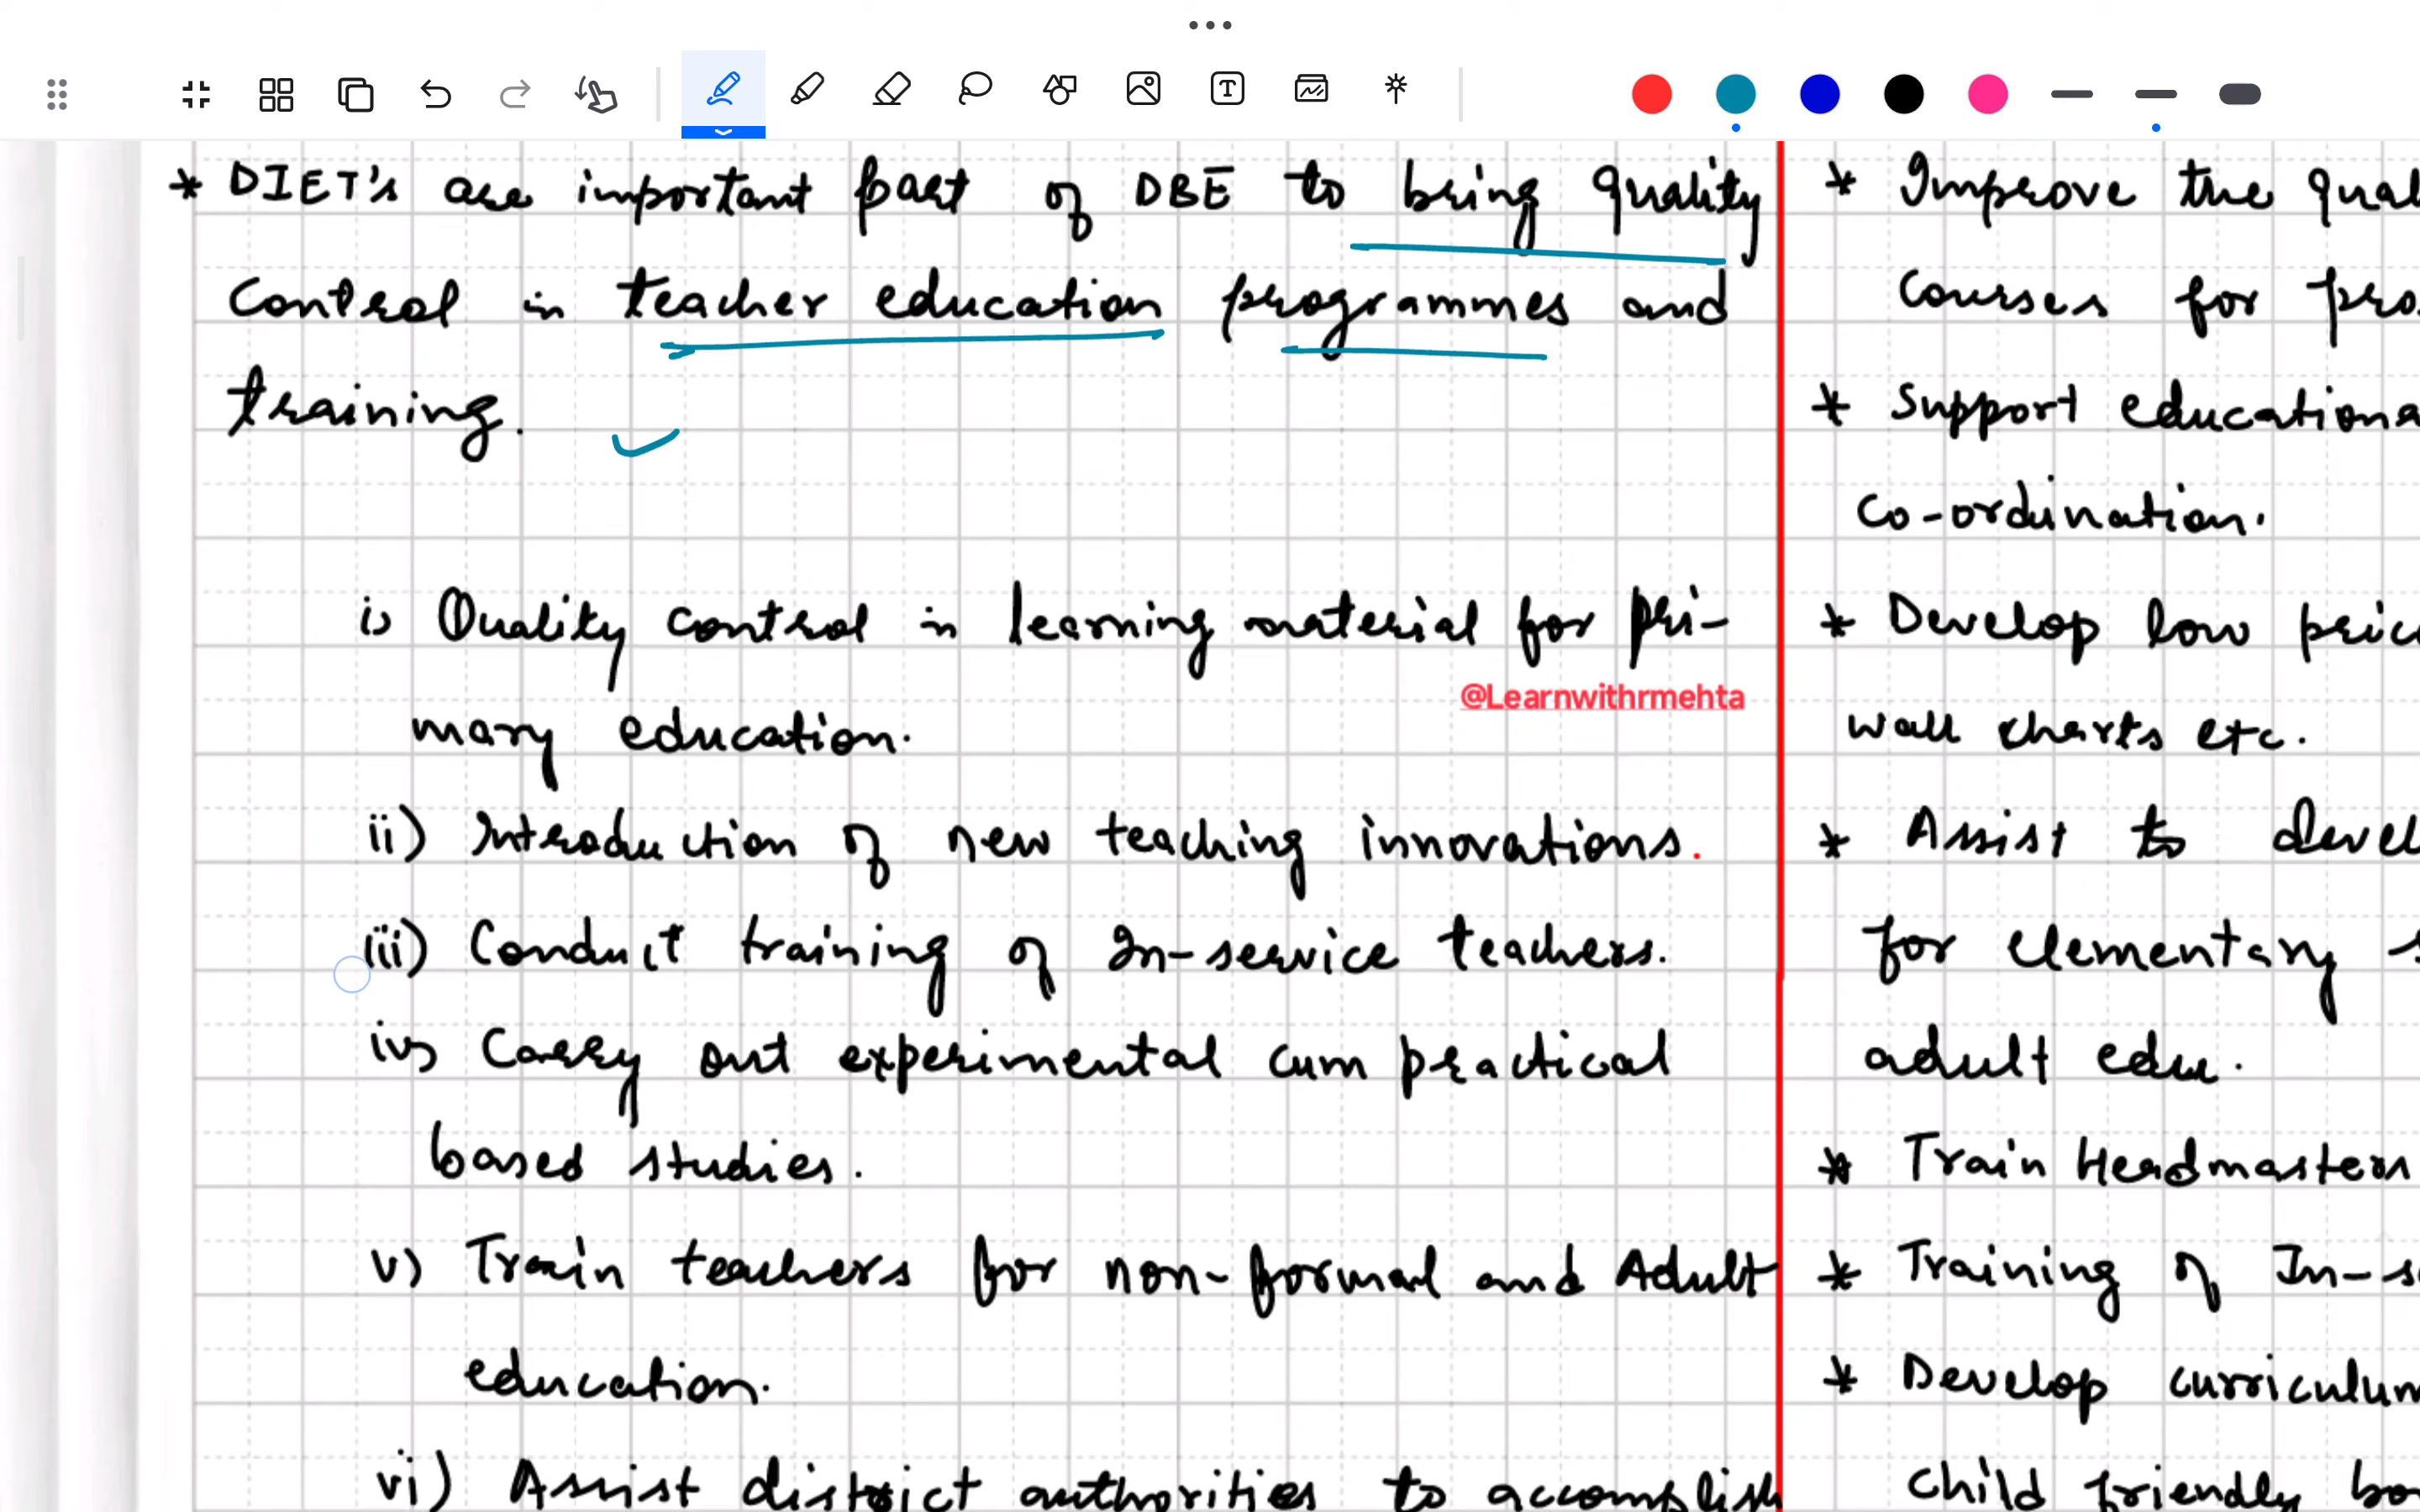 * DIET's are important part of DBE to bring quality
control in teacher education programmes and
training.
i) Quality control in learning material for pri-
@Learnwithrmehta
mary education.
ii) Introduction of new teaching innovations.
iii) Conduct training of In-service teachers.
iv) Carry out experimental cum practical
based studies.
v) Train teachers for non-formal and Adult
education.
vi) Assist district authorities to accomplish
* Improve the qual
courses for pro
* Support educationa
co-ordination.
* Develop low pric
wall charts etc.
* Assist to devel
for elementary s
adult edu.
* Train Headmasters
* Training of In-s
* Develop curriculum
child friendly bo